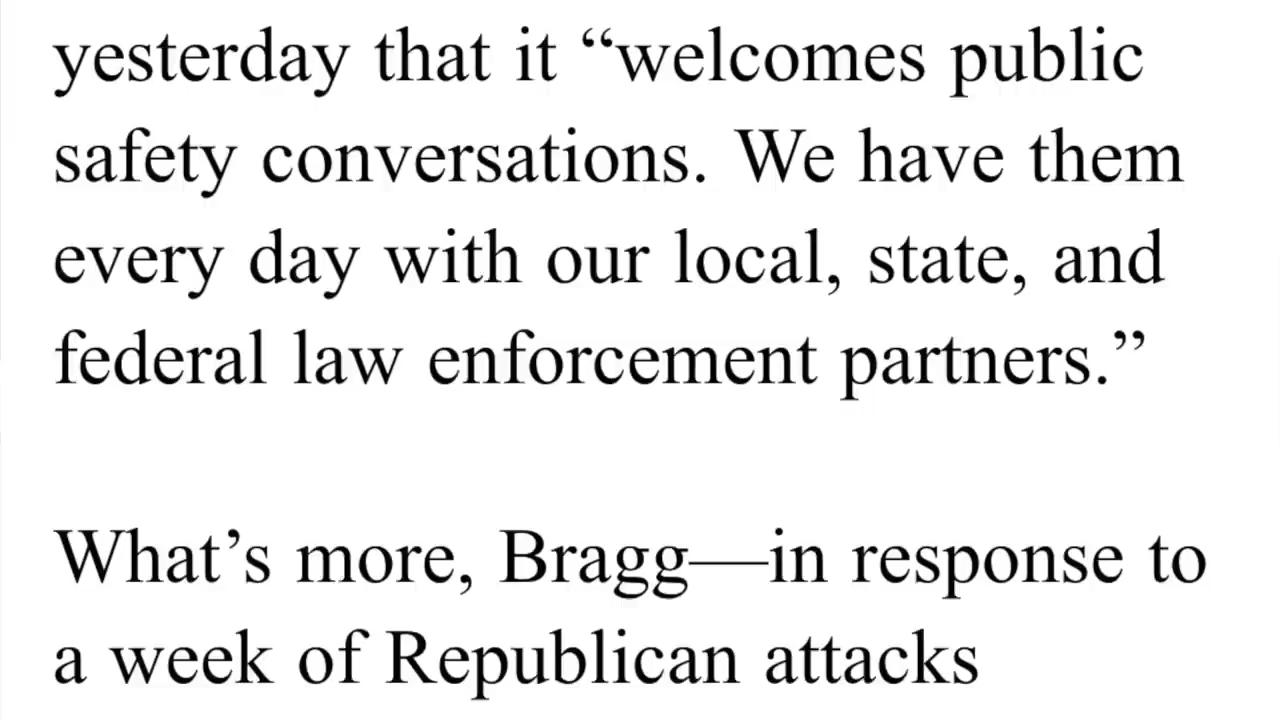 yesterday that it “welcomes public
safety conversations. We have them
every day with our local, state, and
federal law enforcement partners.”
What’s more, Bragg—in response to
a week of Republican attacks